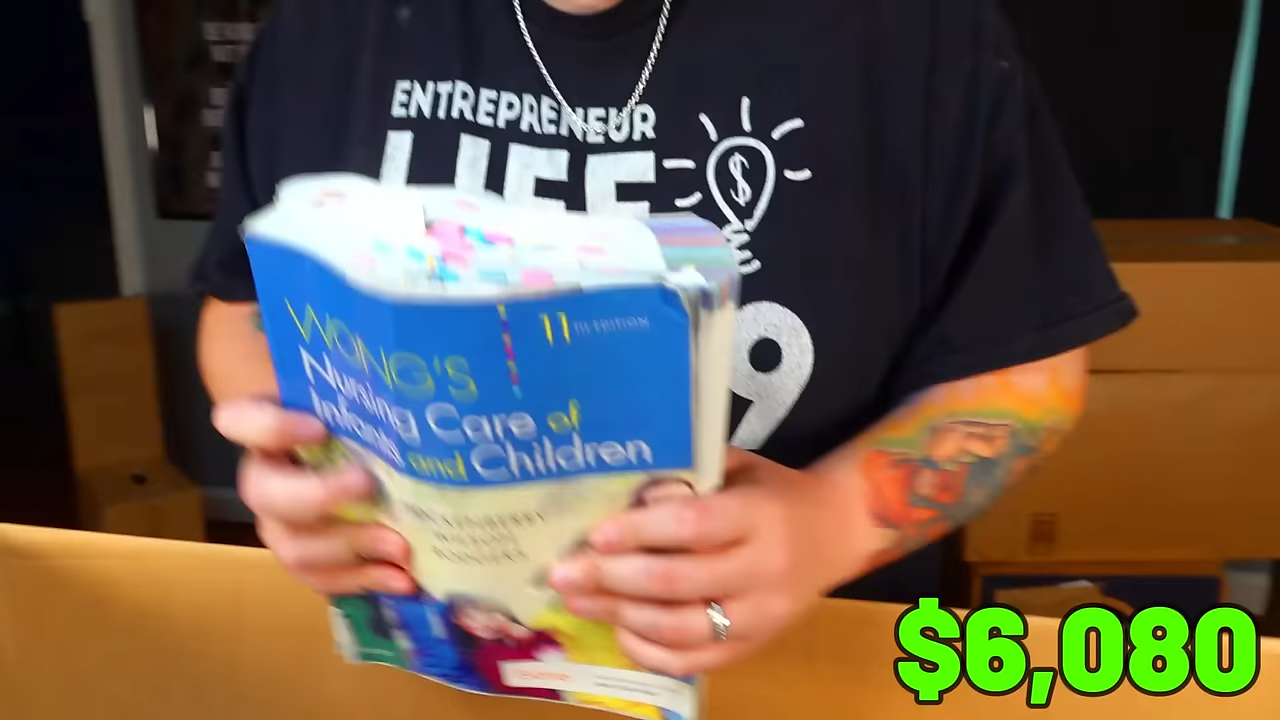 ENTREPRENEUR
LIFE
$
9
WONG'S
11TH EDITION
Nursing Care of
Infants and Children
$6,080